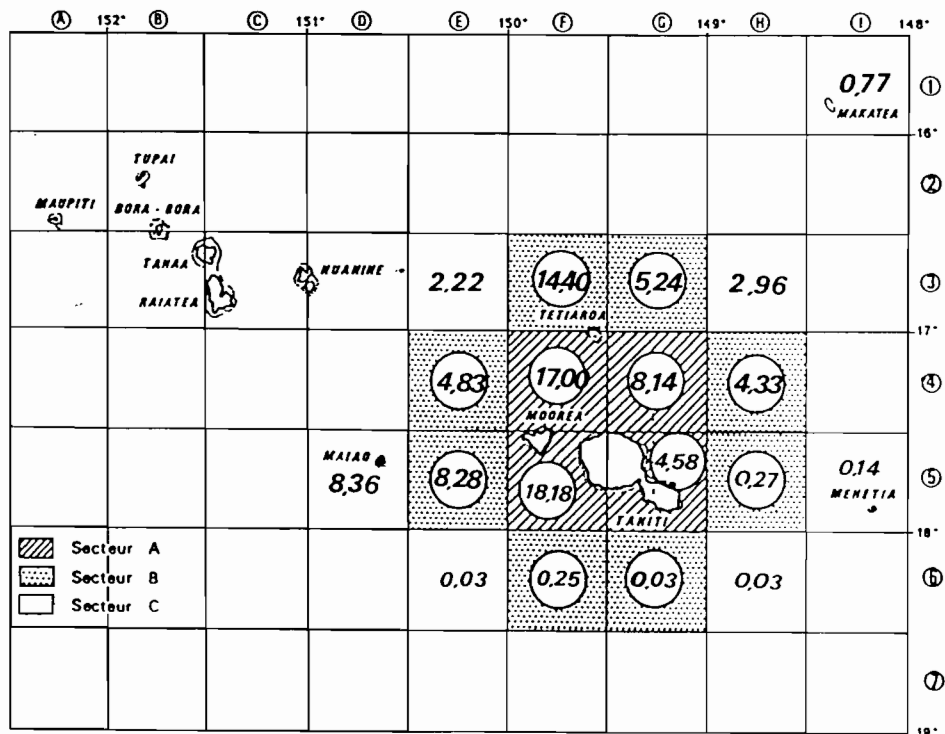 Ⓐ 152° Ⓑ Ⓒ 151° Ⓓ Ⓔ 150° Ⓕ Ⓖ 149° Ⓗ Ⓘ 148°
0,77 ①
MAKATEA
16°
TUPAI ②
MAUPITI BORA-BORA
TAHAA HUAHINE 2,22 14,40 5,24 2,96 ③
RAIATEA
TETIAROA
17°
4,83 17,00 8,14 4,33 ④
MOOREA
MAIAO 4,58 0,14
8,36 8,28 18,18 0,27 MEHETIA ⑤
TAHITI
18°
Secteur A
Secteur B 0,03 0,25 0,03 0,03 ⑥
Secteur C
⑦
19°